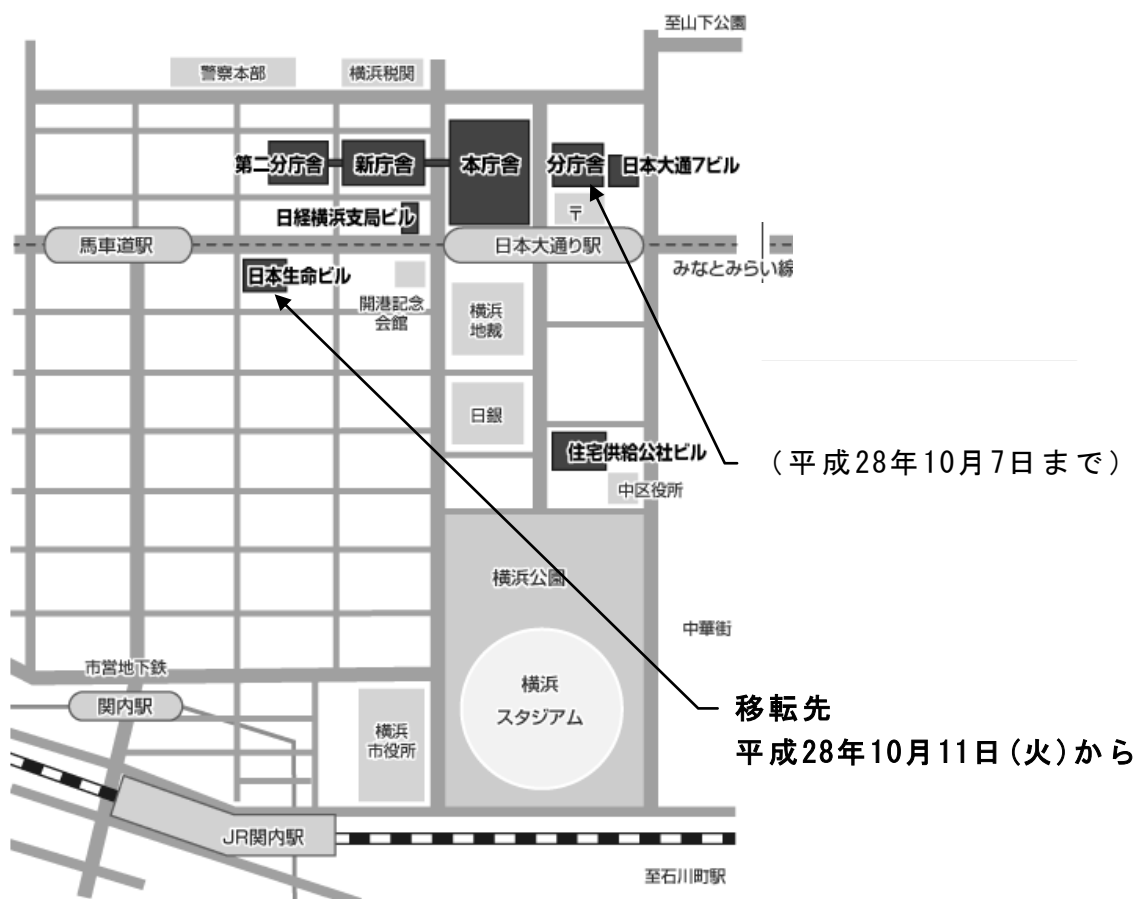 至山下公園
警察本部
横浜税関
第二分庁舎
新庁舎
本庁舎
分庁舎
日本大通7ビル
日経横浜支局ビル
〒
馬車道駅
日本大通り駅
みなとみらい線
日本生命ビル
開港記念
会館
横浜
地裁
日銀
住宅供給公社ビル
(平成28年10月7日まで)
中区役所
横浜公園
中華街
市営地下鉄
関内駅
横浜
スタジアム
移転先
平成28年10月11日(火)から
横浜
市役所
JR関内駅
至石川町駅